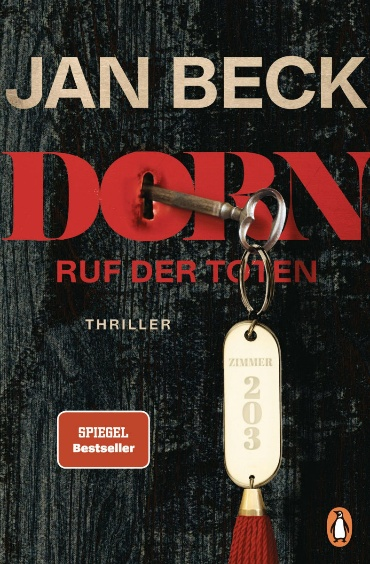 JAN BECK
DORN
RUF DER TOTEN
THRILLER
ZIMMER
203
SPIEGEL
Bestseller